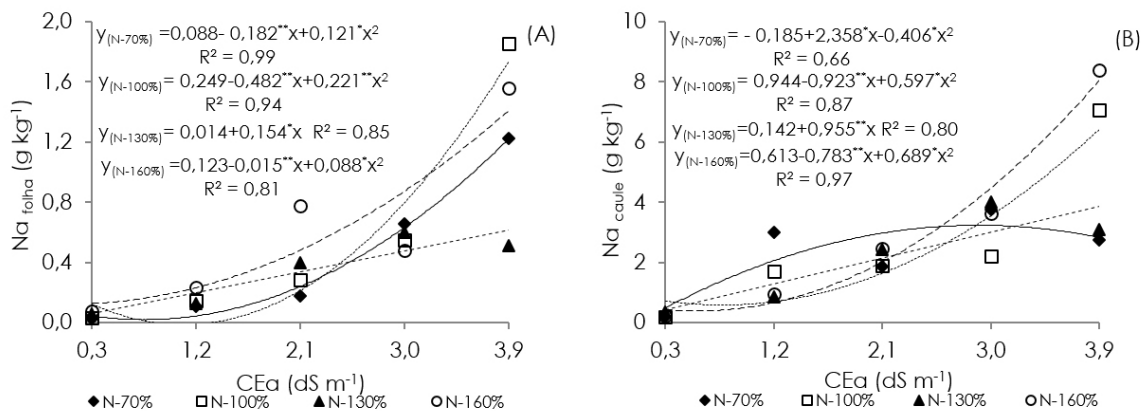 (A)
y(N-70%)=0,088- 0,182**x+0,121*x²
R² = 0,99
y(N-100%)= 0,249-0,482**x+0,221**x²
R² = 0,94
y(N-130%)= 0,014+0,154*x R² = 0,85
y(N-160%)=0,123-0,015**x+0,088*x²
R² = 0,81
Na folha (g kg⁻¹)
2,0
1,6
1,2
0,8
0,4
0,0
0,3 1,2 2,1 3,0 3,9
CEa (dS m⁻¹)
N-70% N-100% N-130% N-160%
(B)
y(N-70%)= - 0,185+2,358*x-0,406*x²
R² = 0,66
y(N-100%)= 0,944-0,923**x+0,597*x²
R² = 0,87
y(N-130%)=0,142+0,955**x R² = 0,80
y(N-160%)=0,613-0,783**x+0,689*x²
R² = 0,97
Na caule (g kg⁻¹)
10
8
6
4
2
0
0,3 1,2 2,1 3,0 3,9
CEa (dS m⁻¹)
N-70% N-100% N-130% N-160%